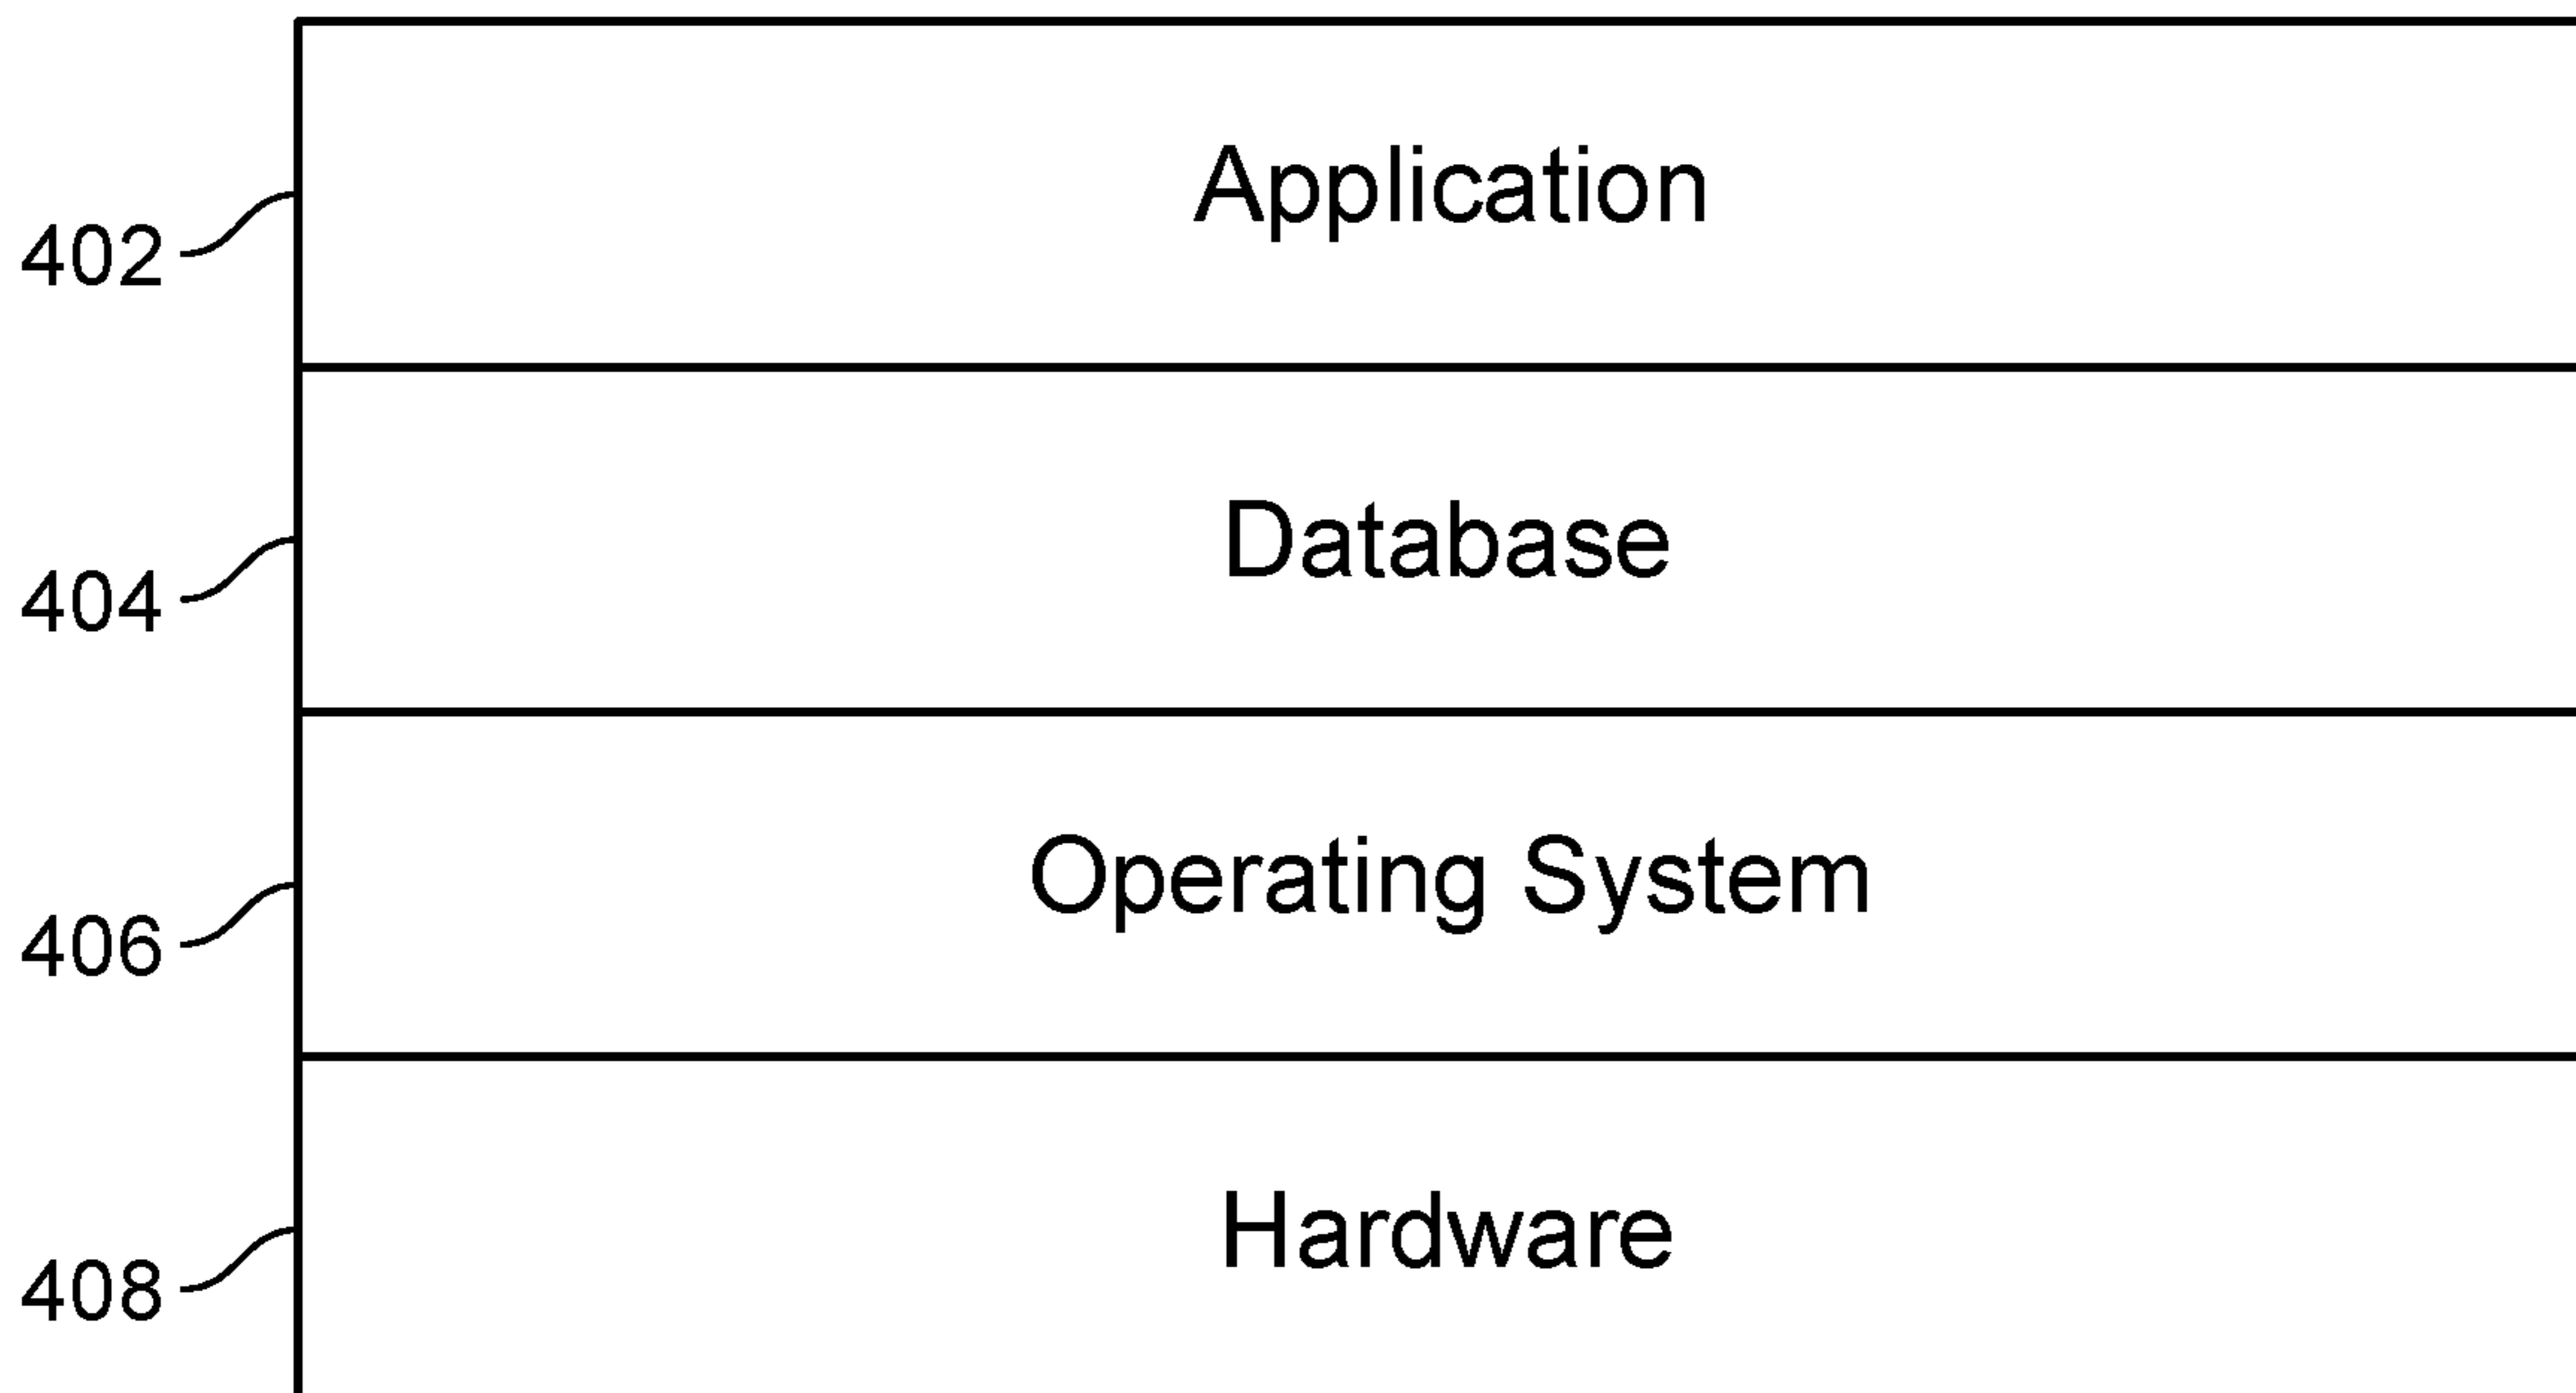 Application
402
Database
404
Operating System
406
Hardware
408